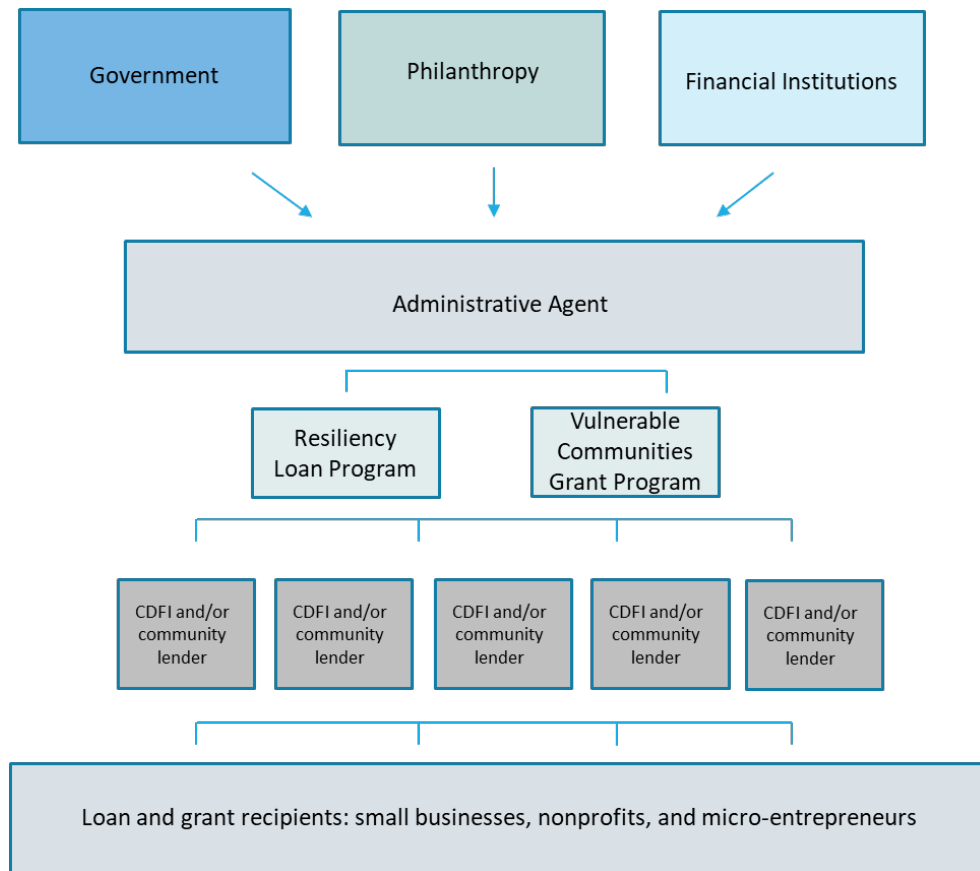 Government
Philanthropy
Financial Institutions
Administrative Agent
Resiliency
Loan Program
Vulnerable
Communities
Grant Program
CDFI and/or
community
lender
CDFI and/or
community
lender
CDFI and/or
community
lender
CDFI and/or
community
lender
CDFI and/or
community
lender
Loan and grant recipients: small businesses, nonprofits, and micro-entrepreneurs